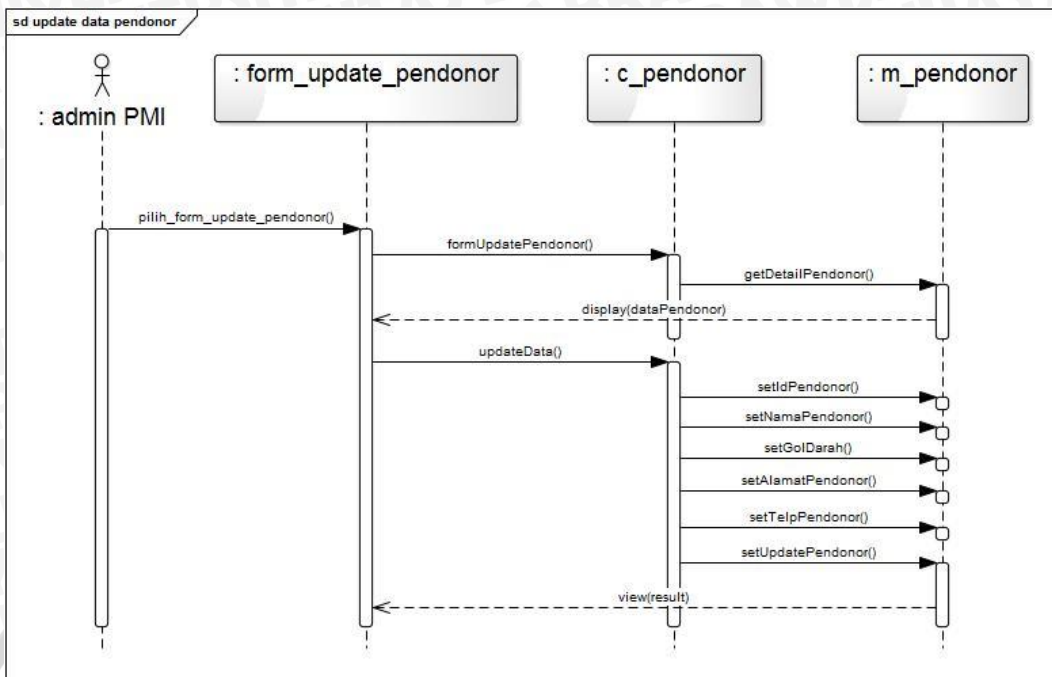 sd update data pendonor
: admin PMI
: form_update_pendonor
: c_pendonor
: m_pendonor
pilih_form_update_pendonor()
formUpdatePendonor()
getDetailPendonor()
display(dataPendonor)
updateData()
setIdPendonor()
setNamaPendonor()
setGolDarah()
setAlamatPendonor()
setTelpPendonor()
setUpdatePendonor()
view(result)